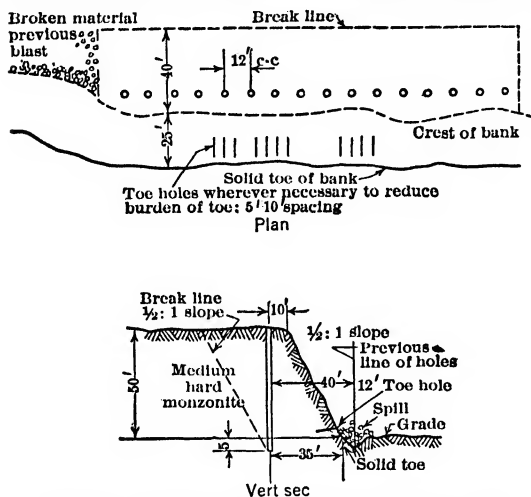 Broken material
previous
blast
Break line
40'
12'
c-c
25'
Crest of bank
Solid toe of bank
Toe holes wherever necessary to reduce
burden of toe: 5'-10' spacing
Plan
Break line
½: 1 slope
10'
½: 1 slope
Previous
line of holes
50'
Medium
hard
monzonite
40'
12'
Toe hole
Spill
Grade
5
35'
Solid toe
Vert sec